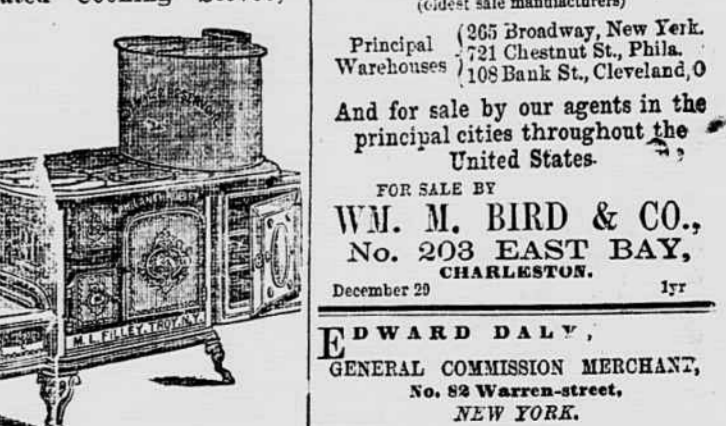 Cooking
RESERVOIR
M. L. FILLEY, TROY, N.Y.
(oldest safe manufacturers)
Principal Warehouses
265 Broadway, New York.
721 Chestnut St., Phila.
108 Bank St., Cleveland, O
And for sale by our agents in the
principal cities throughout the
United States.
FOR SALE BY
WM. M. BIRD & CO.,
No. 203 EAST BAY,
CHARLESTON.
December 29 1yr
EDWARD DALY,
GENERAL COMMISSION MERCHANT,
No. 82 Warren-street,
NEW YORK.